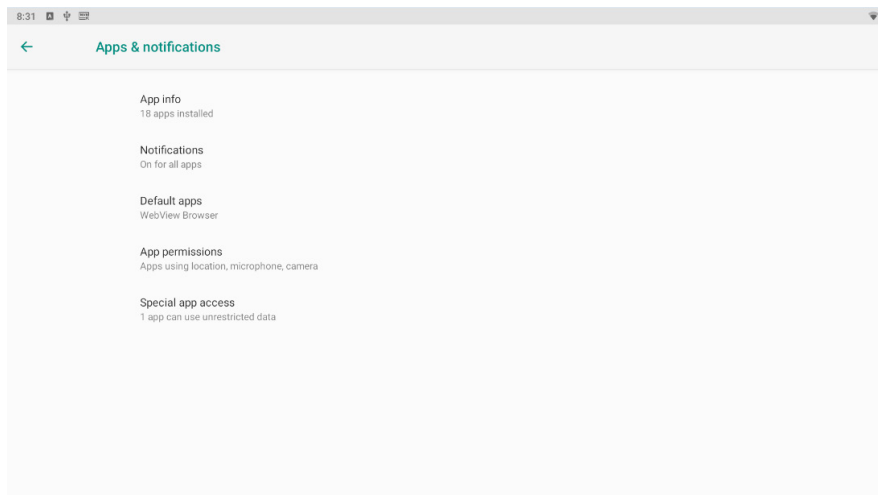 8:31
Apps & notifications
App info
18 apps installed
Notifications
On for all apps
Default apps
WebView Browser
App permissions
Apps using location, microphone, camera
Special app access
1 app can use unrestricted data